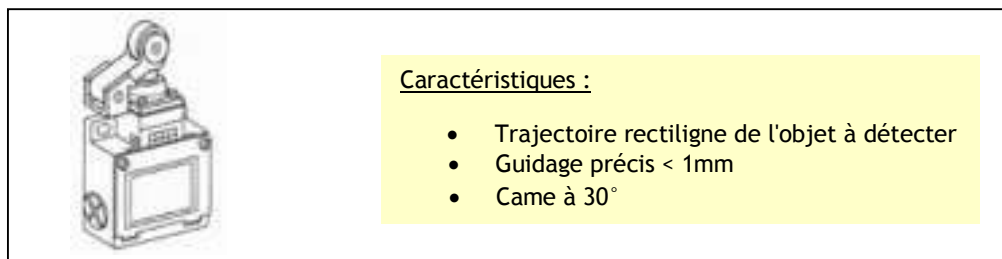 Caractéristiques :
• Trajectoire rectiligne de l'objet à détecter
• Guidage précis < 1mm
• Came à 30°